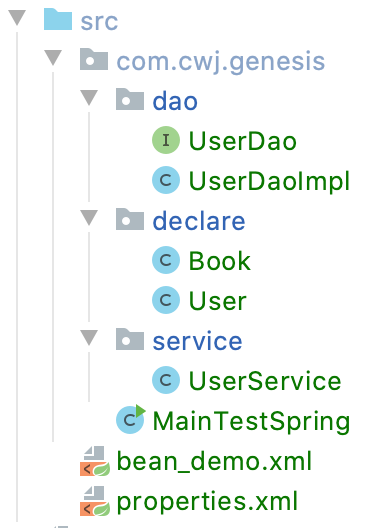 src
com.cwj.genesis
dao
UserDao
UserDaoImpl
declare
Book
User
service
UserService
MainTestSpring
bean_demo.xml
properties.xml